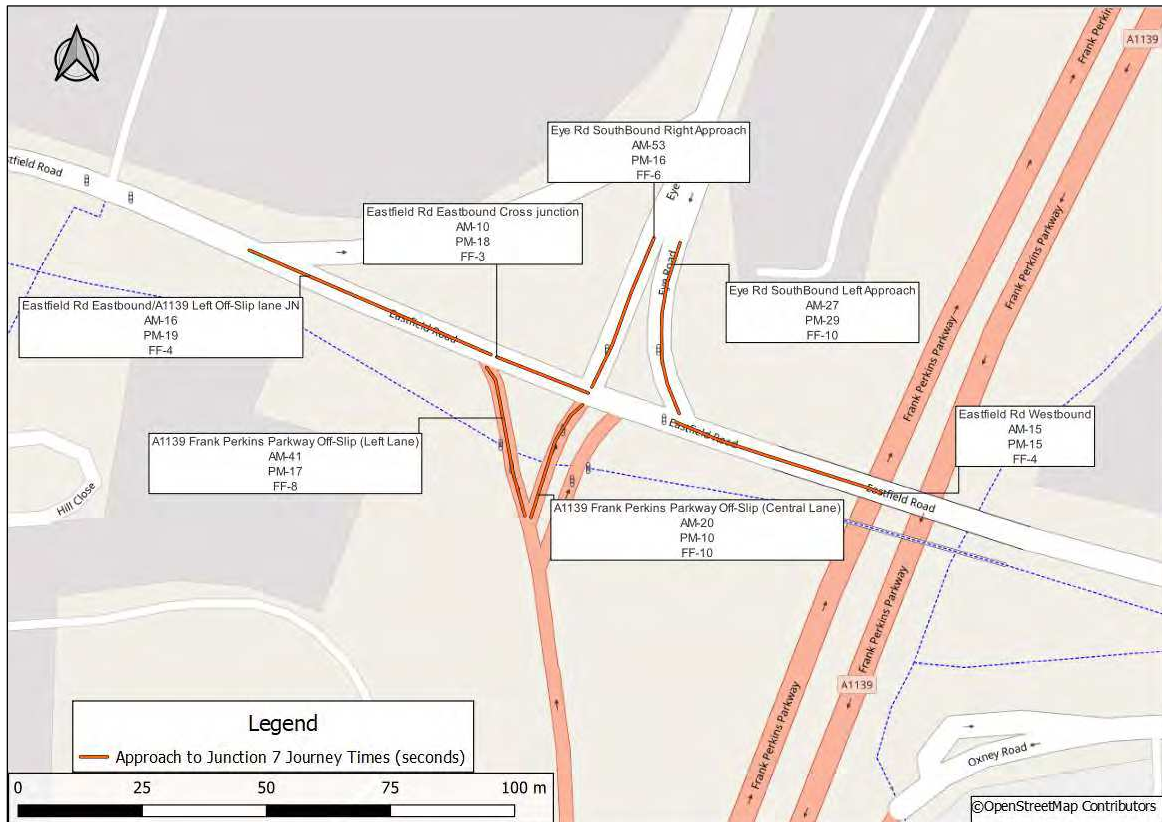 A1139
Frank Perkins
Eastfield Road
Eye Rd SouthBound Right Approach
AM-53
PM-16
FF-6
Eye
Eastfield Rd Eastbound Cross junction
AM-10
PM-18
FF-3
Frank Perkins Parkway
Frank Perkins Parkway
Eye Road
Eye Rd SouthBound Left Approach
AM-27
PM-29
FF-10
Eastfield Rd Eastbound/A1139 Left Off-Slip lane JN
AM-16
PM-19
FF-4
Eastfield Road
Frank Perkins Parkway
Frank Perkins Parkway
Eastfield Rd Westbound
AM-15
PM-15
FF-4
Eastfield Road
A1139 Frank Perkins Parkway Off-Slip (Left Lane)
AM-41
PM-17
FF-8
Hill Close
Eastfield Road
A1139 Frank Perkins Parkway Off-Slip (Central Lane)
AM-20
PM-10
FF-10
Frank Perkins Parkway
A1139
Frank Perkins Parkway
Oxney Road
Legend
Approach to Junction 7 Journey Times (seconds)
0 25 50 75 100 m
©OpenStreetMap Contributors